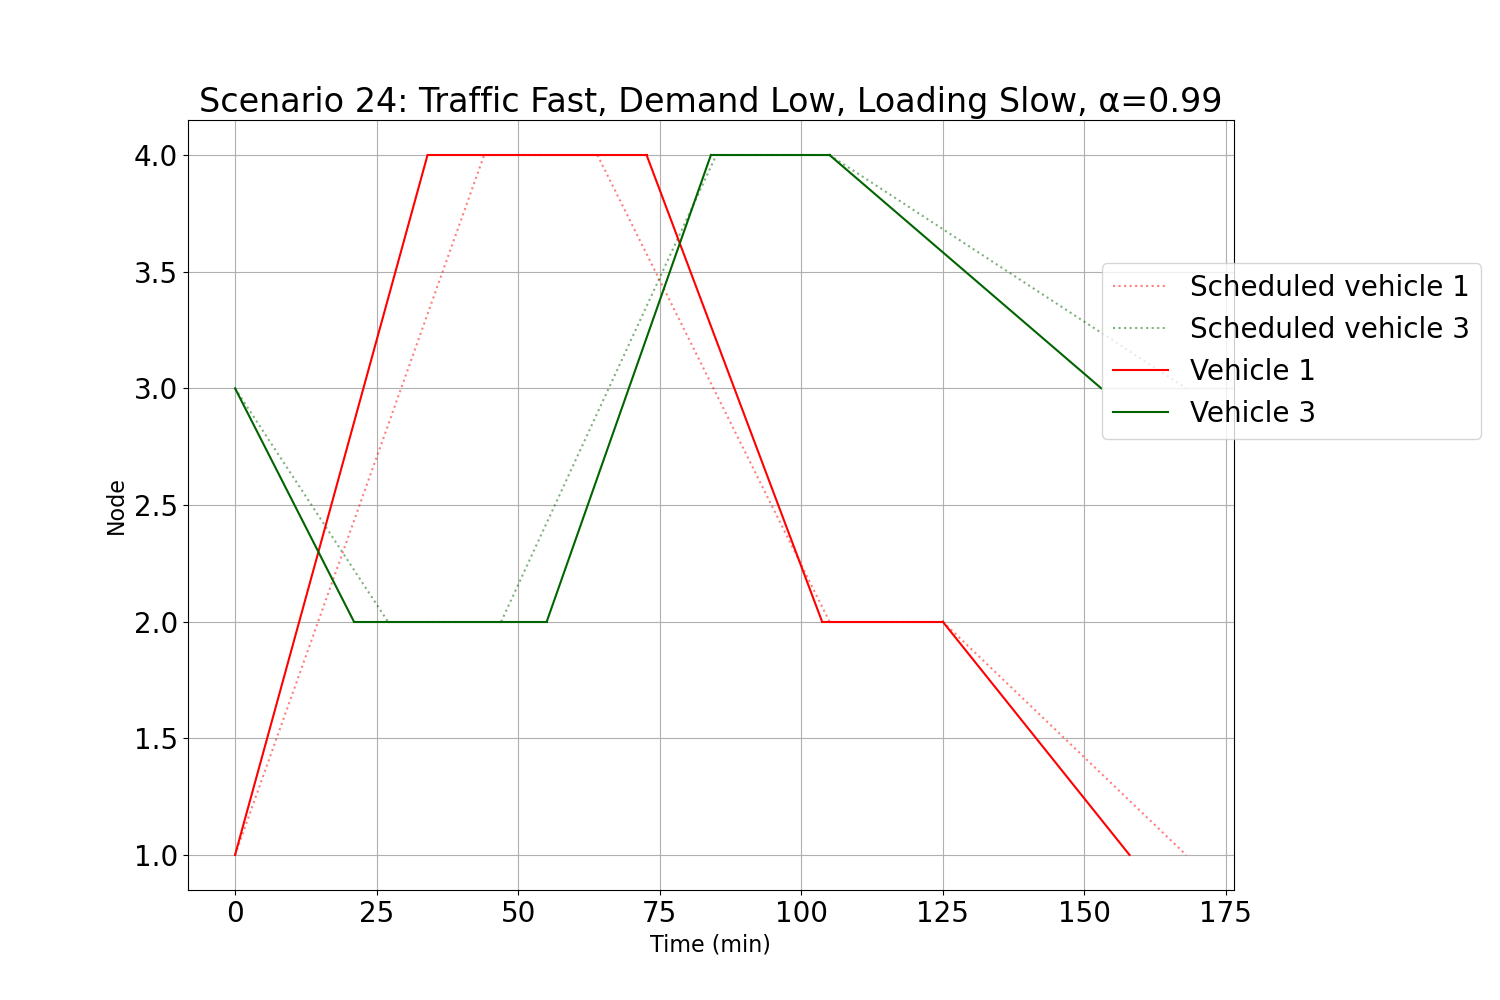 Scenario 24: Traffic Fast, Demand Low, Loading Slow, α=0.99
4.0
3.5
3.0
2.5
2.0
1.5
1.0
Node
0 25 50 75 100 125 150 175
Time (min)
Scheduled vehicle 1
Scheduled vehicle 3
Vehicle 1
Vehicle 3